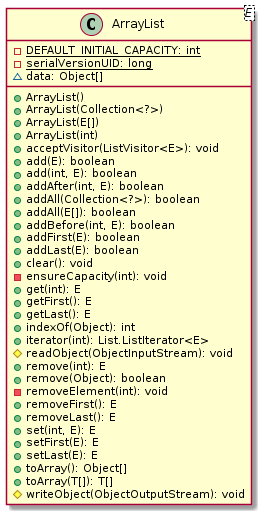 E
C ArrayList
DEFAULT_INITIAL_CAPACITY: int
serialVersionUID: long
data: Object[]
ArrayList()
ArrayList(Collection<?>)
ArrayList(E[])
ArrayList(int)
acceptVisitor(ListVisitor<E>): void
add(E): boolean
add(int, E): boolean
addAfter(int, E): boolean
addAll(Collection<?>): boolean
addAll(E[]): boolean
addBefore(int, E): boolean
addFirst(E): boolean
addLast(E): boolean
clear(): void
ensureCapacity(int): void
get(int): E
getFirst(): E
getLast(): E
indexOf(Object): int
iterator(int): List.ListIterator<E>
readObject(ObjectInputStream): void
remove(int): E
remove(Object): boolean
removeElement(int): void
removeFirst(): E
removeLast(): E
set(int, E): E
setFirst(E): E
setLast(E): E
toArray(): Object[]
toArray(T[]): T[]
writeObject(ObjectOutputStream): void